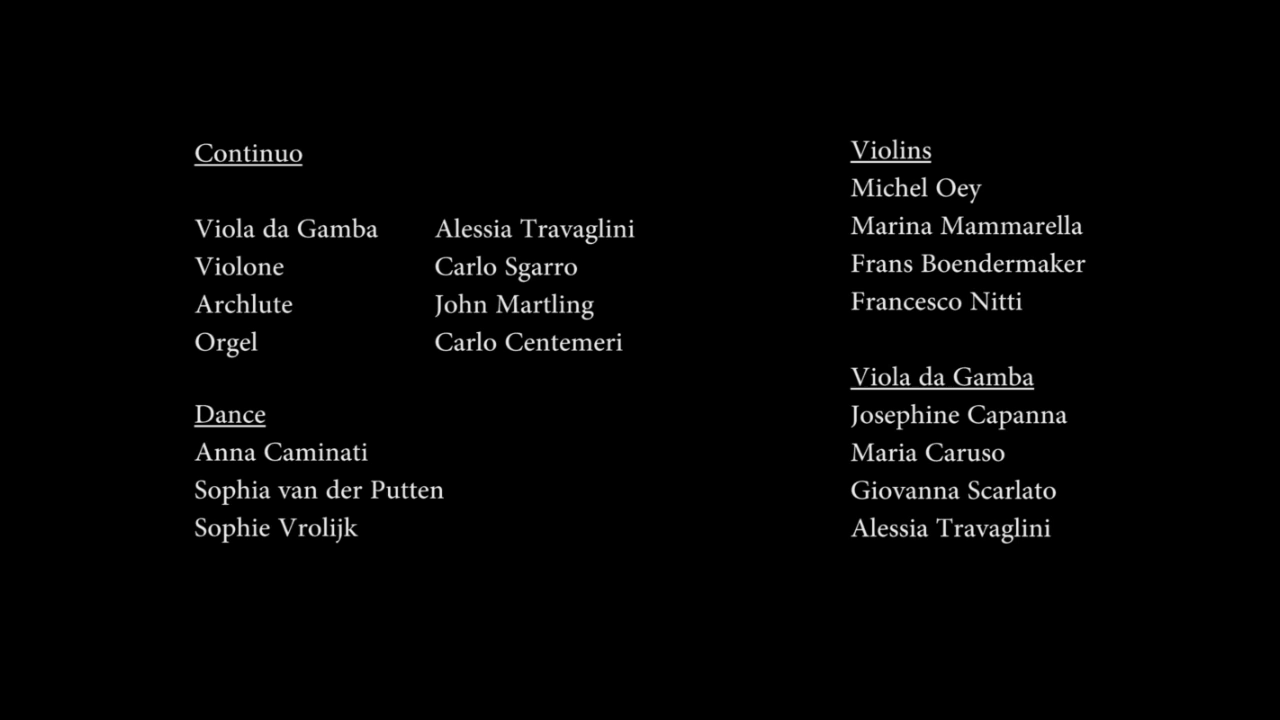 Continuo
Viola da Gamba Alessia Travaglini
Violone Carlo Sgarro
Archlute John Martling
Orgel Carlo Centemeri
Dance
Anna Caminati
Sophia van der Putten
Sophie Vrolijk
Violins
Michel Oey
Marina Mammarella
Frans Boendermaker
Francesco Nitti
Viola da Gamba
Josephine Capanna
Maria Caruso
Giovanna Scarlato
Alessia Travaglini